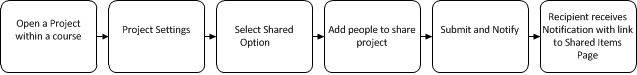 Open a Project
within a course
Project Settings
Select Shared
Option
Add people to share
project
Submit and Notify
Recipient receives
Notification with link
to Shared Items
Page